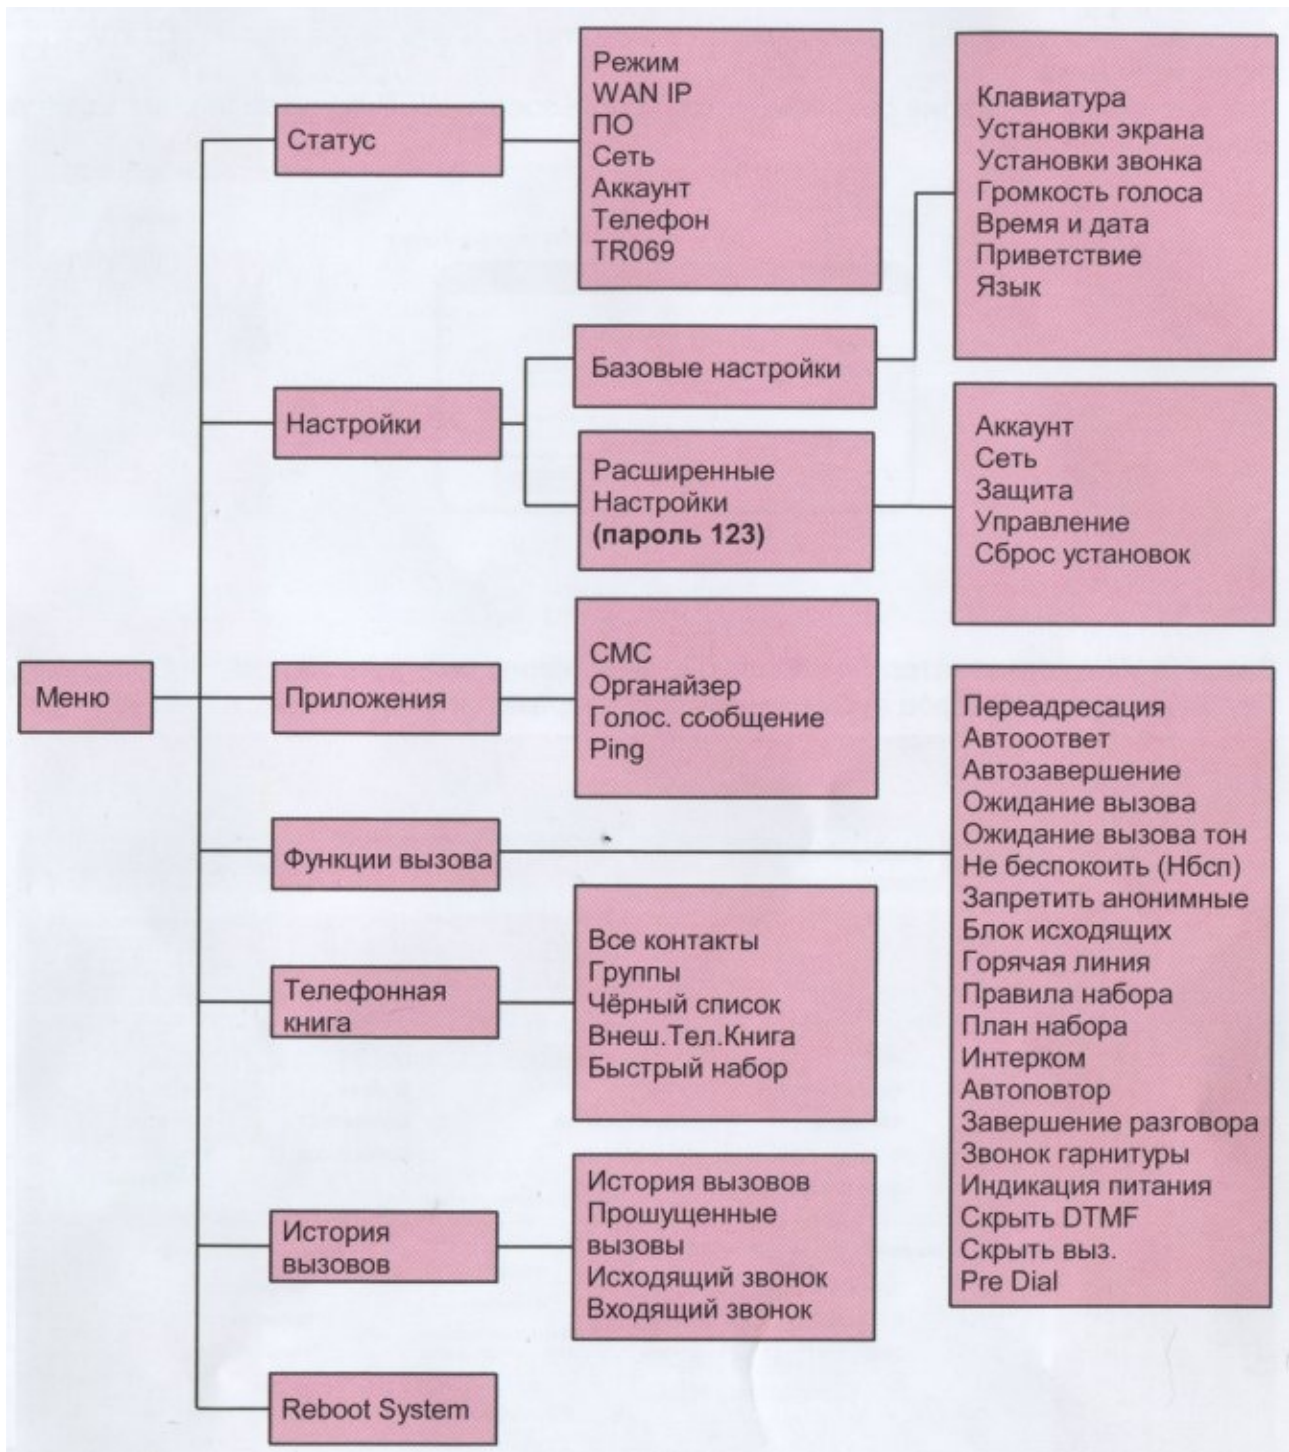 Режим
WAN IP
ПО
Сеть
Аккаунт
Телефон
TR069
Клавиатура
Установки экрана
Установки звонка
Громкость голоса
Время и дата
Приветствие
Язык
Статус
Базовые настройки
Настройки
Расширенные
Настройки
(пароль 123)
Аккаунт
Сеть
Защита
Управление
Сброс установок
Меню
Приложения
СМС
Органайзер
Голос. сообщение
Ping
Функции вызова
Переадресация
Автооответ
Автозавершение
Ожидание вызова
Ожидание вызова тон
Не беспокоить (Нбсп)
Запретить анонимные
Блок исходящих
Горячая линия
Правила набора
План набора
Интерком
Автоповтор
Завершение разговора
Звонок гарнитуры
Индикация питания
Скрыть DTMF
Скрыть выз.
Pre Dial
Телефонная
книга
Все контакты
Группы
Чёрный список
Внеш.Тел.Книга
Быстрый набор
История
вызовов
История вызовов
Прошущенные
вызовы
Исходящий звонок
Входящий звонок
Reboot System